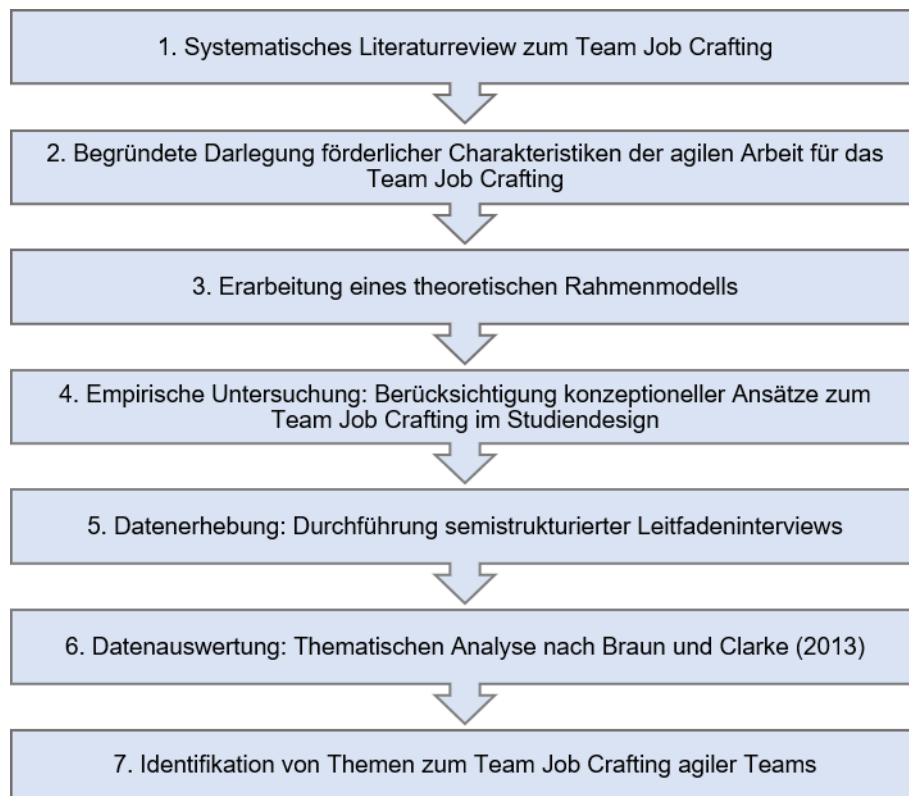 1. Systematisches Literaturreview zum Team Job Crafting
2. Begründete Darlegung förderlicher Charakteristiken der agilen Arbeit für das
Team Job Crafting
3. Erarbeitung eines theoretischen Rahmenmodells
4. Empirische Untersuchung: Berücksichtigung konzeptioneller Ansätze zum
Team Job Crafting im Studiendesign
5. Datenerhebung: Durchführung semistrukturierter Leitfadeninterviews
6. Datenauswertung: Thematischen Analyse nach Braun und Clarke (2013)
7. Identifikation von Themen zum Team Job Crafting agiler Teams